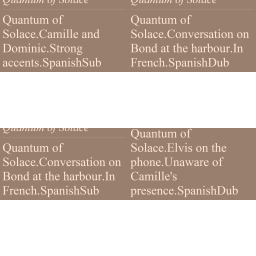 Quantum of Solace
Quantum of Solace
Quantum of
Solace.Camille and
Dominic.Strong
accents.SpanishSub
Quantum of
Solace.Conversation on
Bond at the harbour.In
French.SpanishDub
Quantum of Solace
Quantum of
Solace.Conversation on
Bond at the harbour.In
French.SpanishSub
Quantum of
Solace.Elvis on the
phone.Unaware of
Camille's
presence.SpanishDub